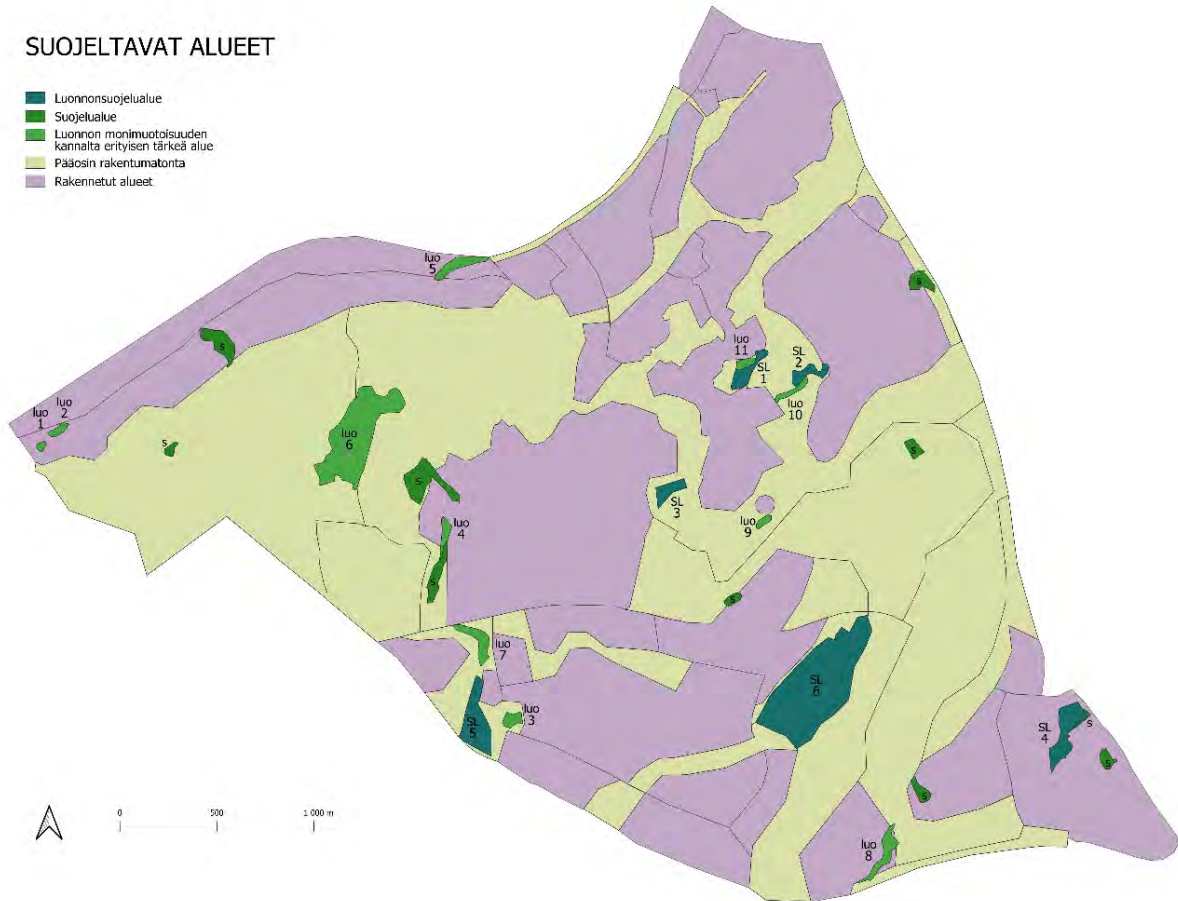 SUOJELTAVAT ALUEET
Luonnonsuojelualue
Suojelualue
Luonnon monimuotoisuuden
kannalta erityisen tärkeä alue
Pääosin rakentumatonta
Rakennetut alueet
luo
5
s
s
luo
11
SL
1
SL
2
luo
10
luo
1
luo
2
s
luo
6
s
s
SL
3
luo
9
luo
4
s
s
luo
7
SL
6
luo
3
SL
5
SL
4
s
s
s
luo
8
0
500
1 000 m